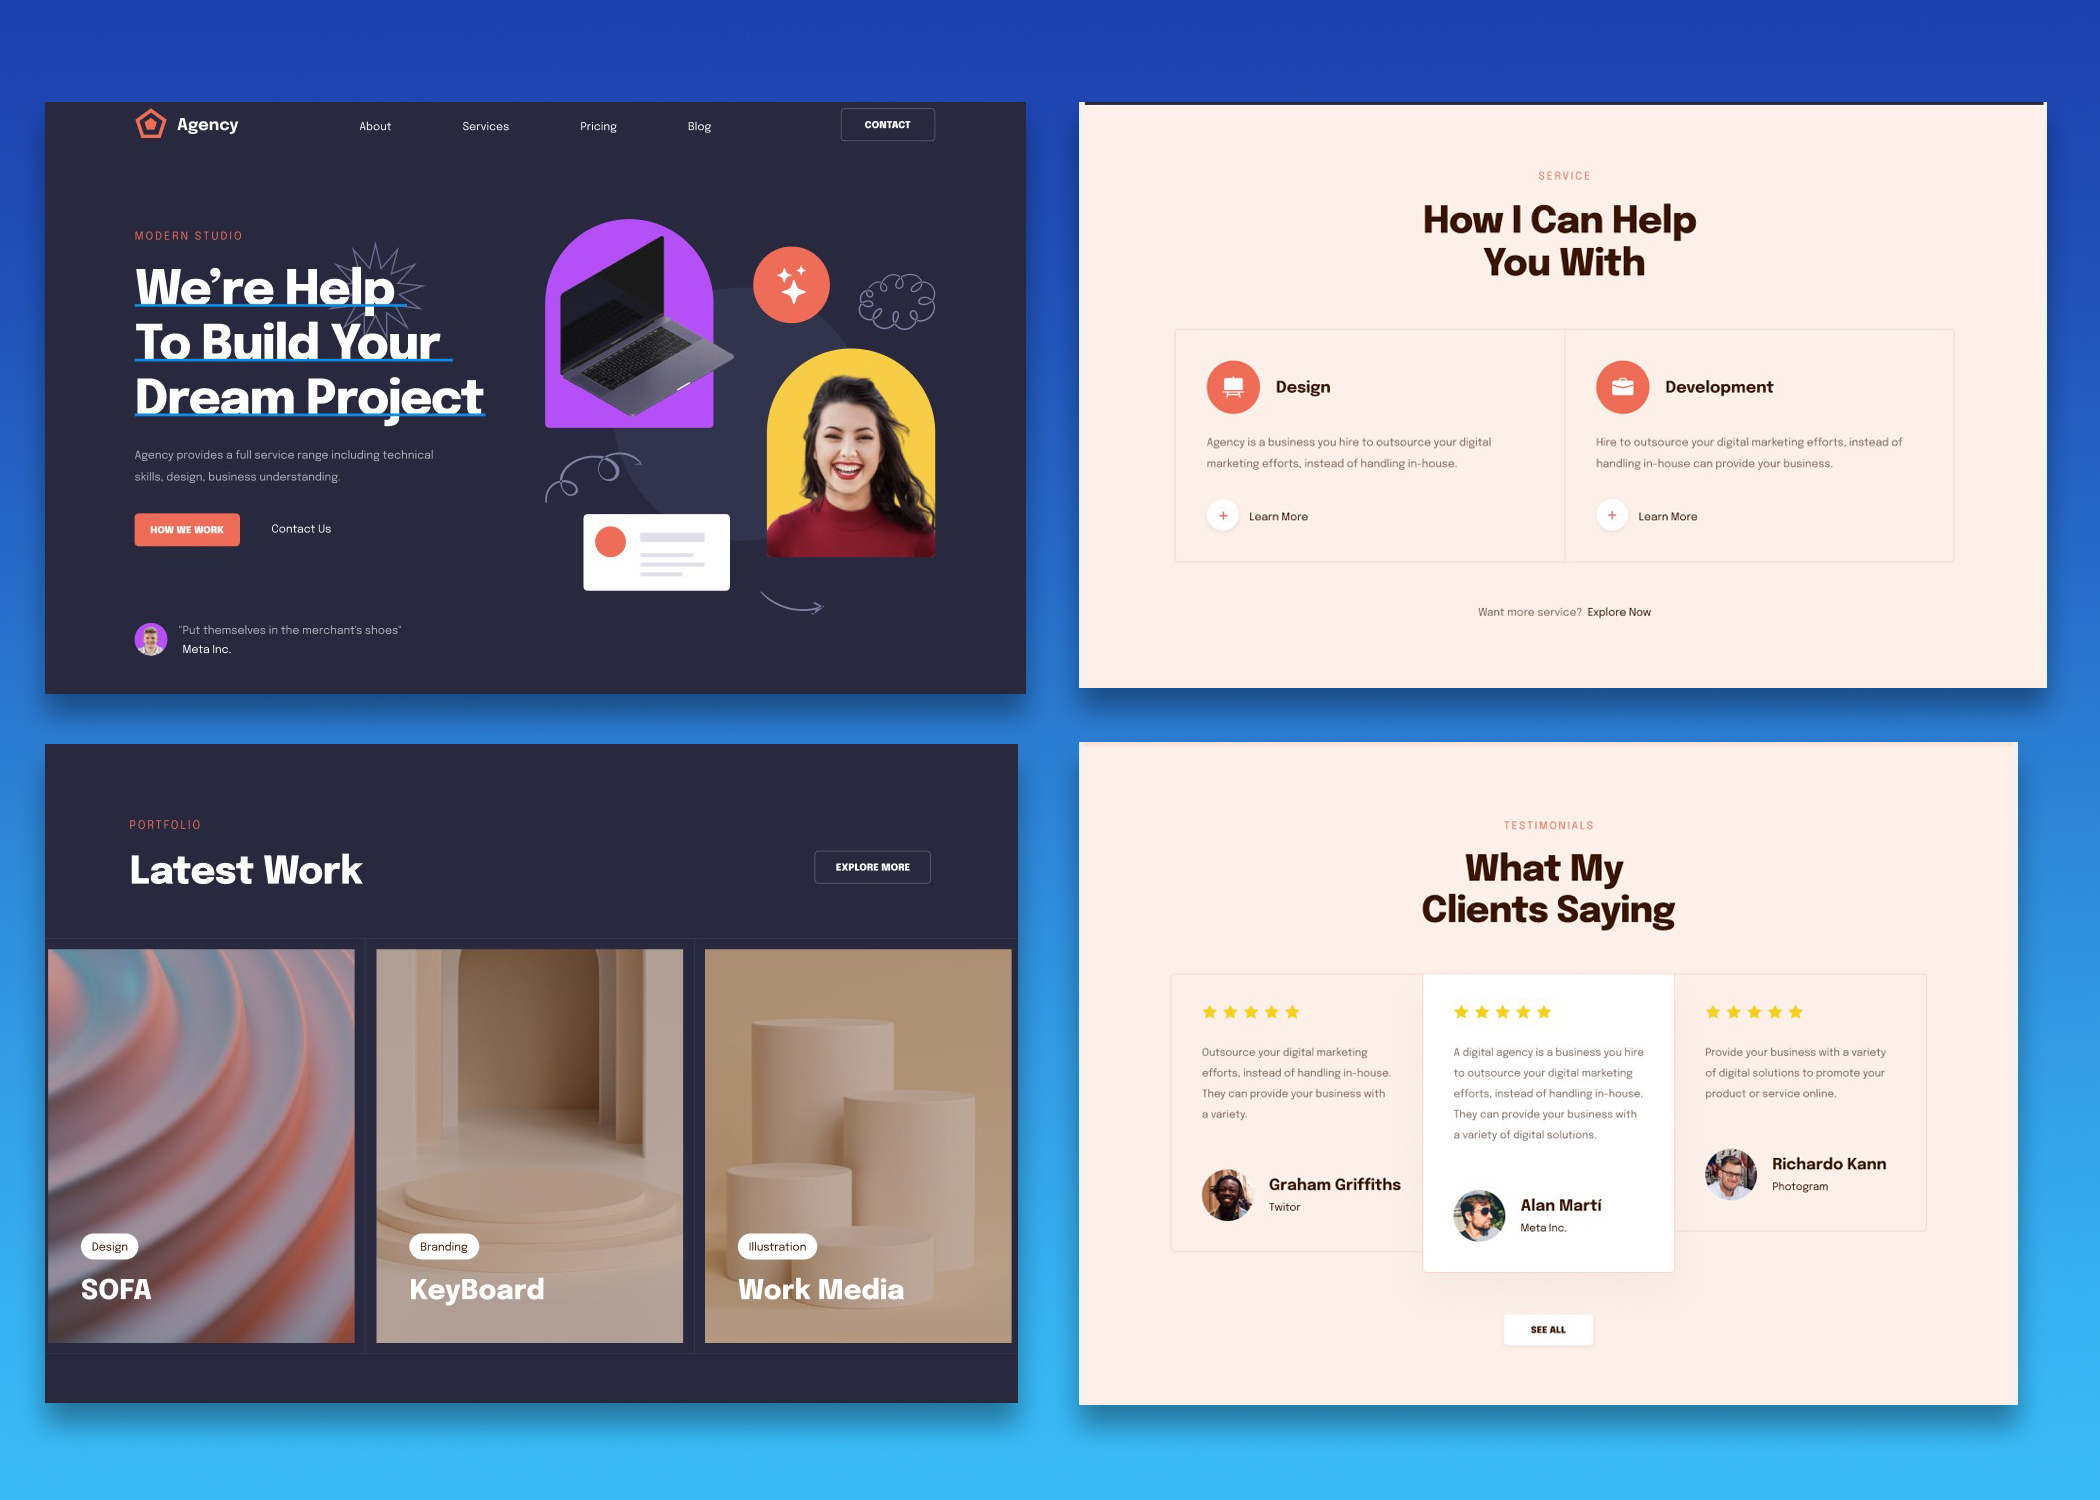 Agency
About
Services
Pricing
Blog
CONTACT
MODERN STUDIO
We’re Help
To Build Your
Dream Project
Agency provides a full service range including technical
skills, design, business understanding.
HOW WE WORK
Contact Us
"Put themselves in the merchant's shoes"
Meta Inc.
SERVICE
How I Can Help
You With
Design
Agency is a business you hire to outsource your digital
marketing efforts, instead of handling in-house.
Learn More
Development
Hire to outsource your digital marketing efforts, instead of
handling in-house can provide your business.
Learn More
Want more service? Explore Now
PORTFOLIO
Latest Work
EXPLORE MORE
Design
SOFA
Branding
KeyBoard
Illustration
Work Media
TESTIMONIALS
What My
Clients Saying
Outsource your digital marketing
efforts, instead of handling in-house.
They can provide your business with
a variety.
Graham Griffiths
Twitor
A digital agency is a business you hire
to outsource your digital marketing
efforts, instead of handling in-house.
They can provide your business with
a variety of digital solutions.
Alan Martí
Meta Inc.
Provide your business with a variety
of digital solutions to promote your
product or service online.
Richardo Kann
Photogram
SEE ALL